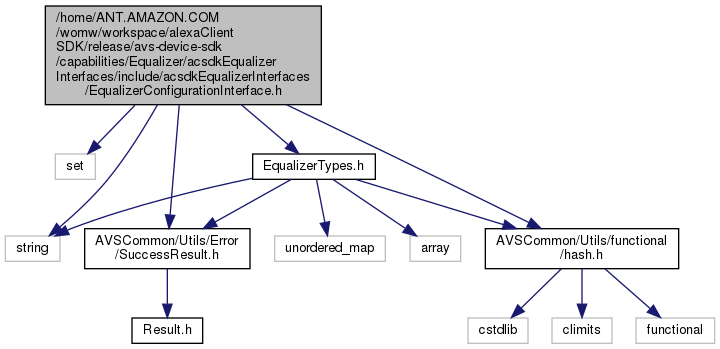 /home/ANT.AMAZON.COM
/womw/workspace/alexaClient
SDK/release/avs-device-sdk
/capabilities/Equalizer/acsdkEqualizer
Interfaces/include/acsdkEqualizerInterfaces
/EqualizerConfigurationInterface.h
set
EqualizerTypes.h
string
AVSCommon/Utils/Error
/SuccessResult.h
unordered_map
array
AVSCommon/Utils/functional
/hash.h
Result.h
cstdlib
climits
functional